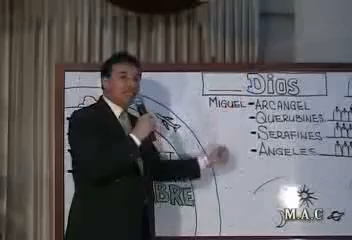 Dios
MIGUEL - ARCANGEL
- QUERUBINES
- SERAFINES
- ANGELES
BRE
M.A.C